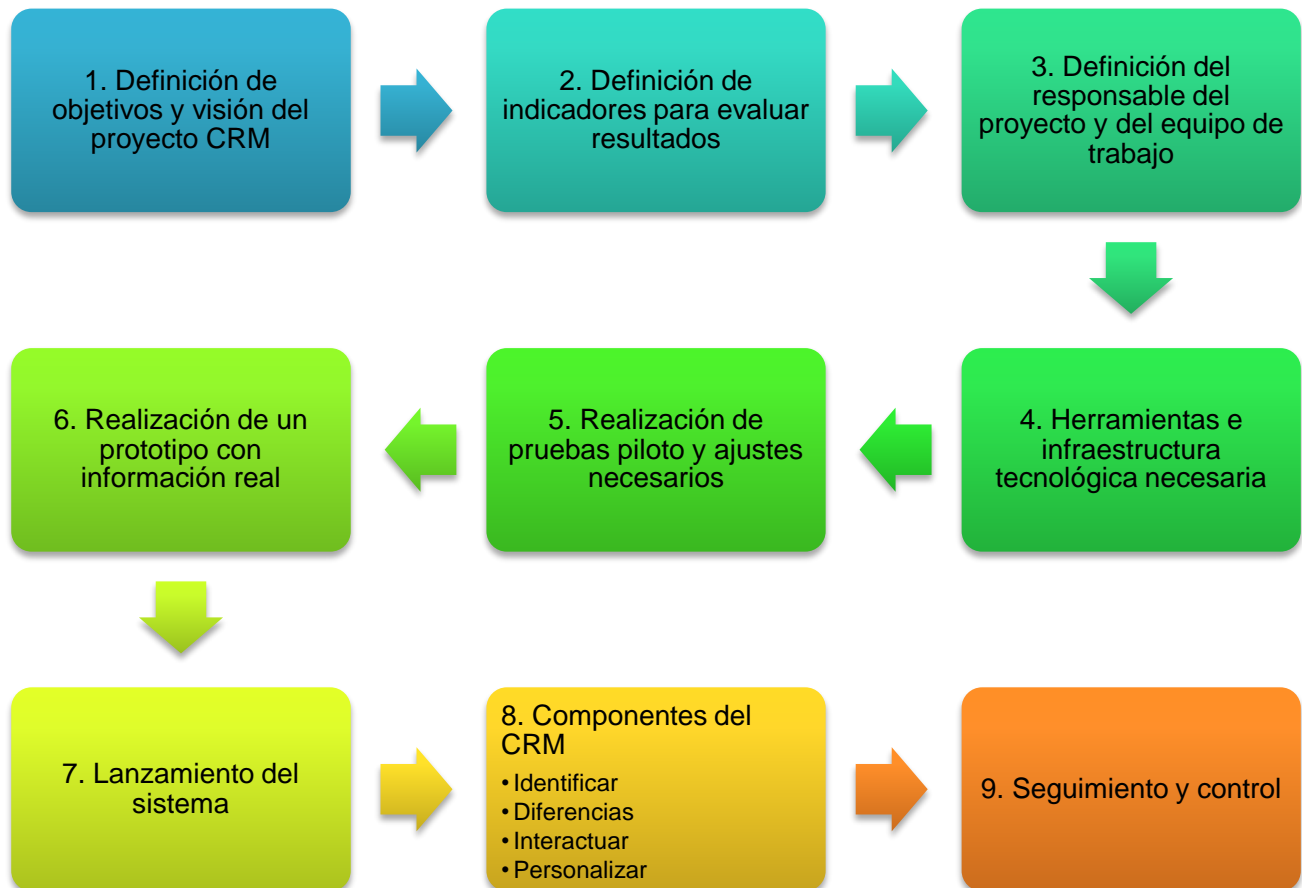 1. Definición de
objetivos y visión del
proyecto CRM
2. Definición de
indicadores para evaluar
resultados
3. Definición del
responsable del
proyecto y del equipo de
trabajo
4. Herramientas e
infraestructura
tecnológica necesaria
5. Realización de
pruebas piloto y ajustes
necesarios
6. Realización de un
prototipo con
información real
7. Lanzamiento del
sistema
8. Componentes del
CRM
• Identificar
• Diferencias
• Interactuar
• Personalizar
9. Seguimiento y control